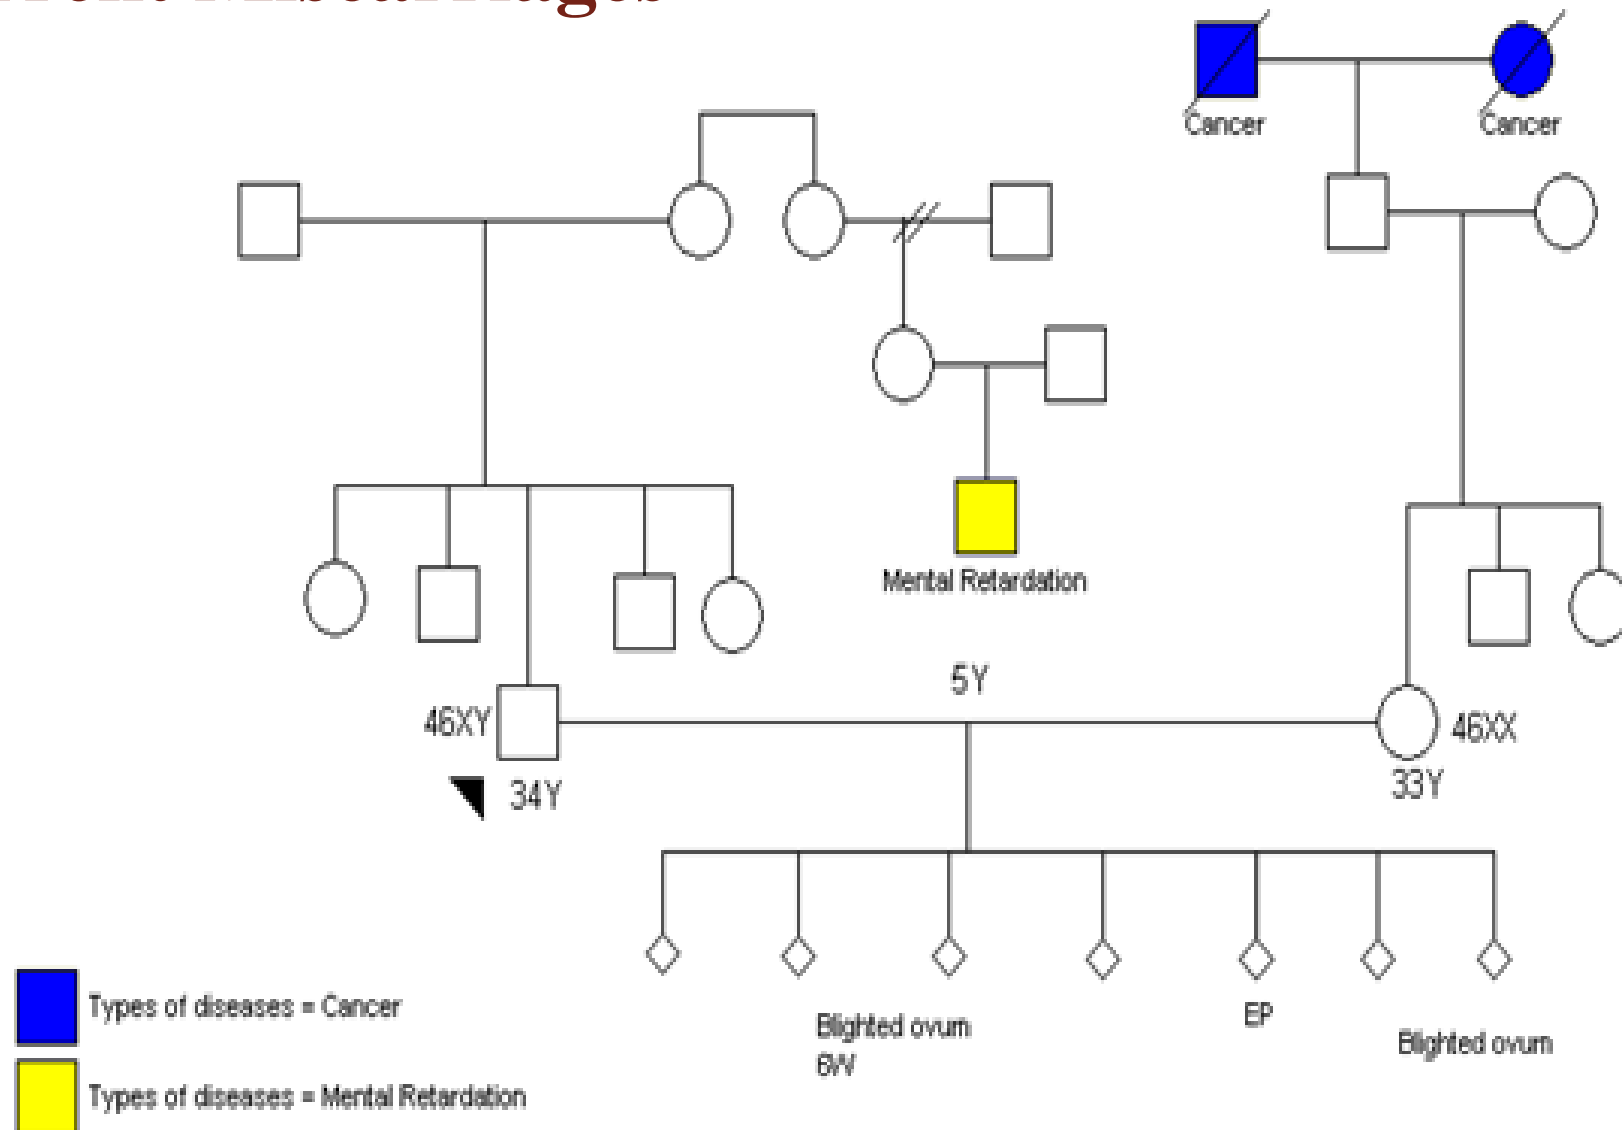 Miscarriages
Cancer
Cancer
Mental Retardation
5Y
46XY
46XX
34Y
33Y
Blighted ovum
6W
EP
Blighted ovum
Types of diseases = Cancer
Types of diseases = Mental Retardation